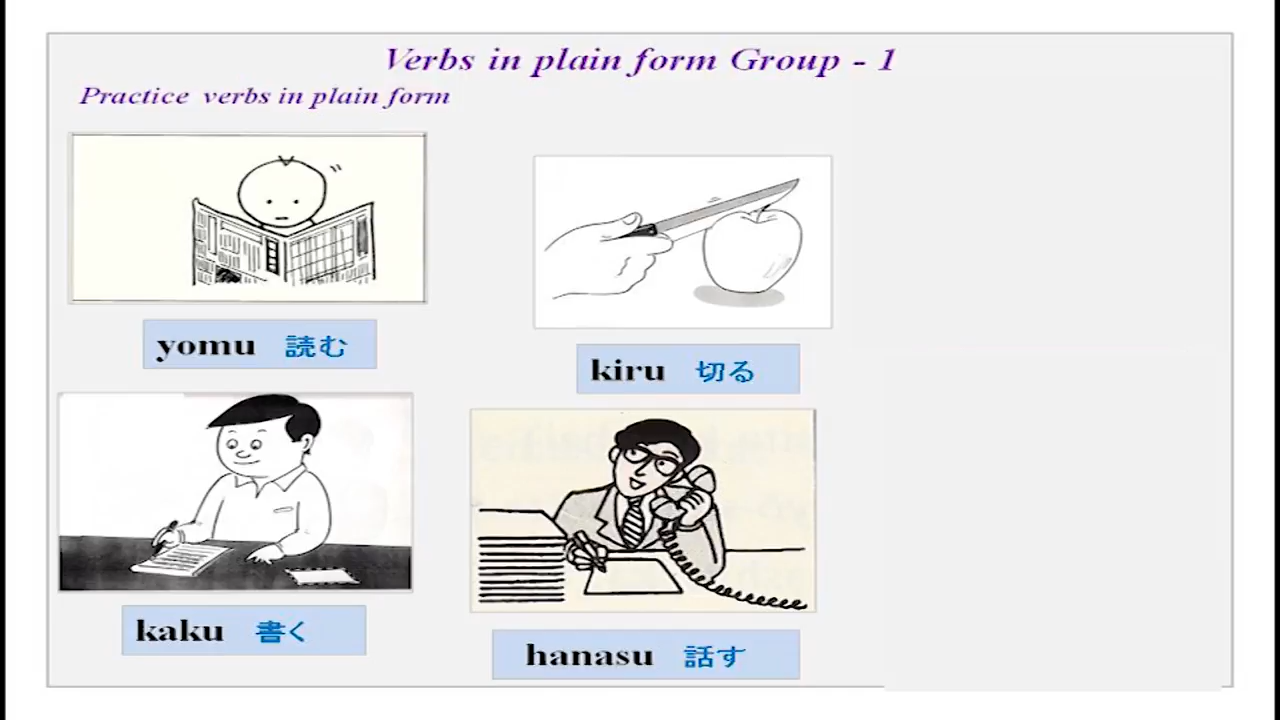 Verbs in plain form Group - 1
Practice verbs in plain form
yomu 読む
kiru 切る
kaku 書く
hanasu 話す